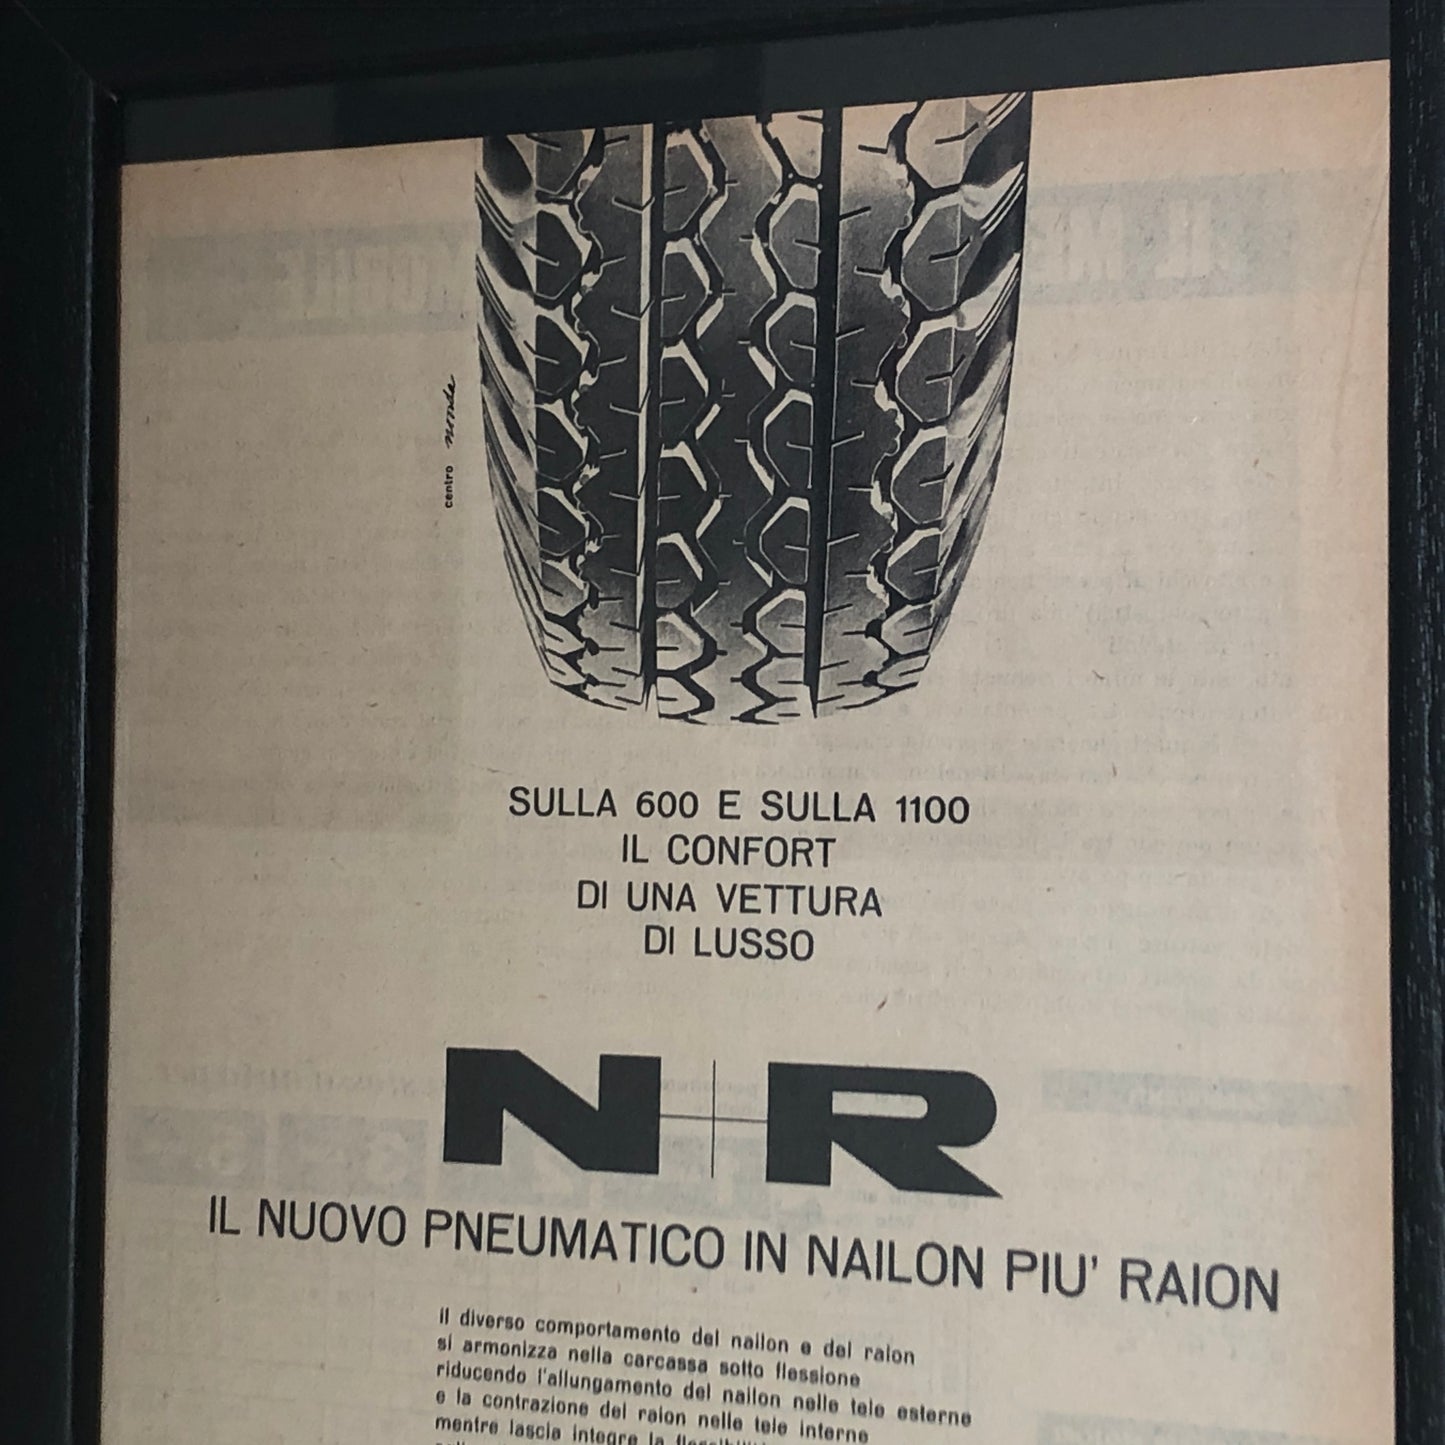 centro
SULLA 600 E SULLA 1100
IL CONFORT
DI UNA VETTURA
DI LUSSO
N R
IL NUOVO PNEUMATICO IN NAILON PIU' RAION
il diverso comportamento del nailon e del raion
si armonizza nella carcassa sotto flessione
riducendo l'allungamento del nailon nelle tele esterne
e la contrazione del raion nelle tele interne
mentre lascia integre la